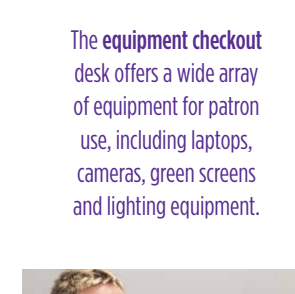 The equipment checkout
desk offers a wide array
of equipment for patron
use, including laptops,
cameras, green screens
and lighting equipment.